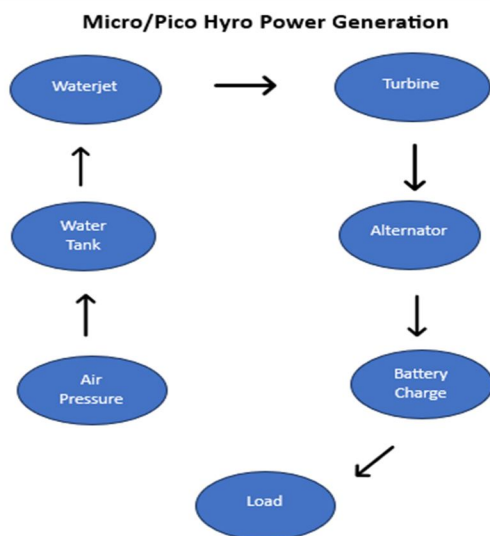 Micro/Pico Hyro Power Generation
Waterjet
Turbine
Water
Tank
Alternator
Air
Pressure
Battery
Charge
Load